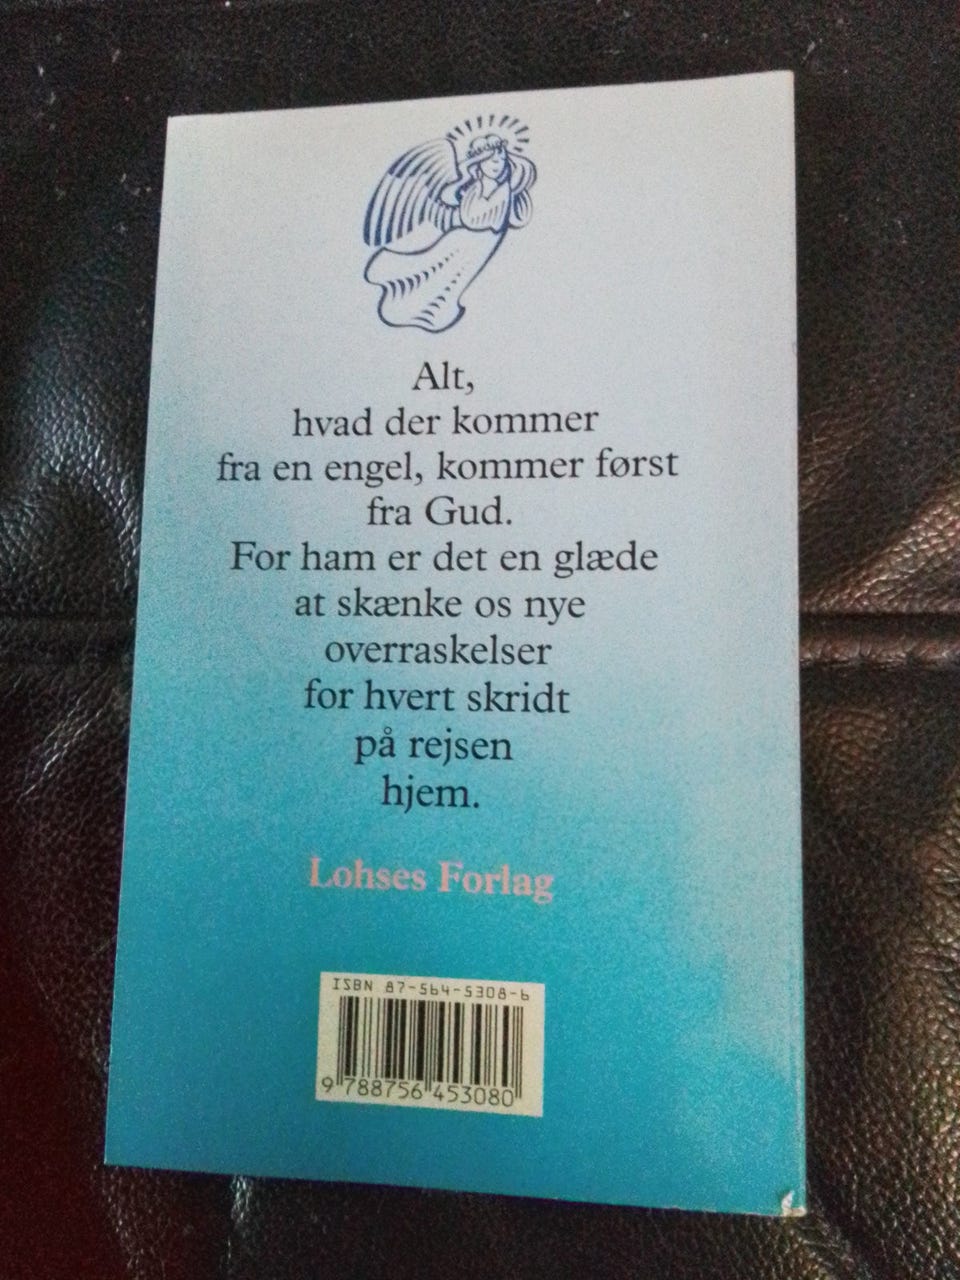 Alt,
hvad der kommer
fra en engel, kommer først
fra Gud.
For ham er det en glæde
at skænke os nye
overraskelser
for hvert skridt
på rejsen
hjem.
Lohses Forlag
ISBN 87-564-5308-6
9 788756 453080